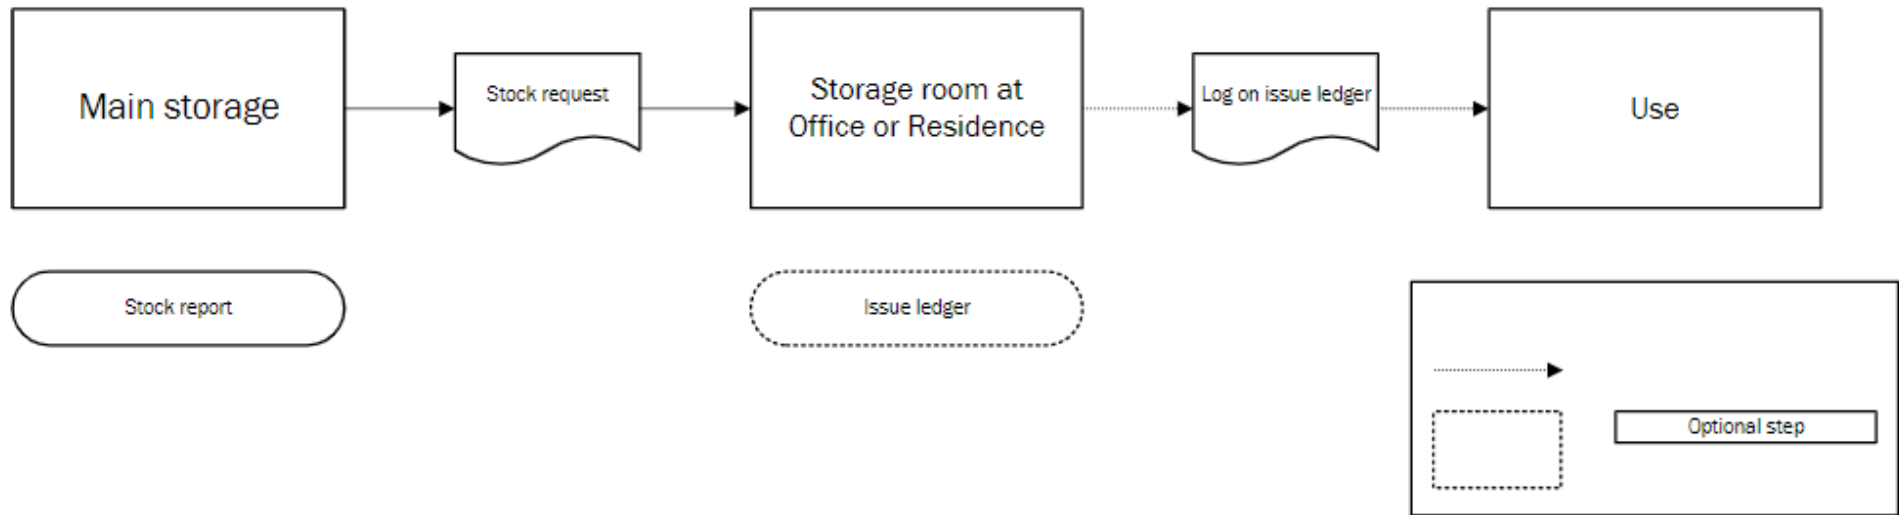 Main storage
Stock request
Storage room at
Office or Residence
Log on issue ledger
Use
Stock report
Issue ledger
Optional step